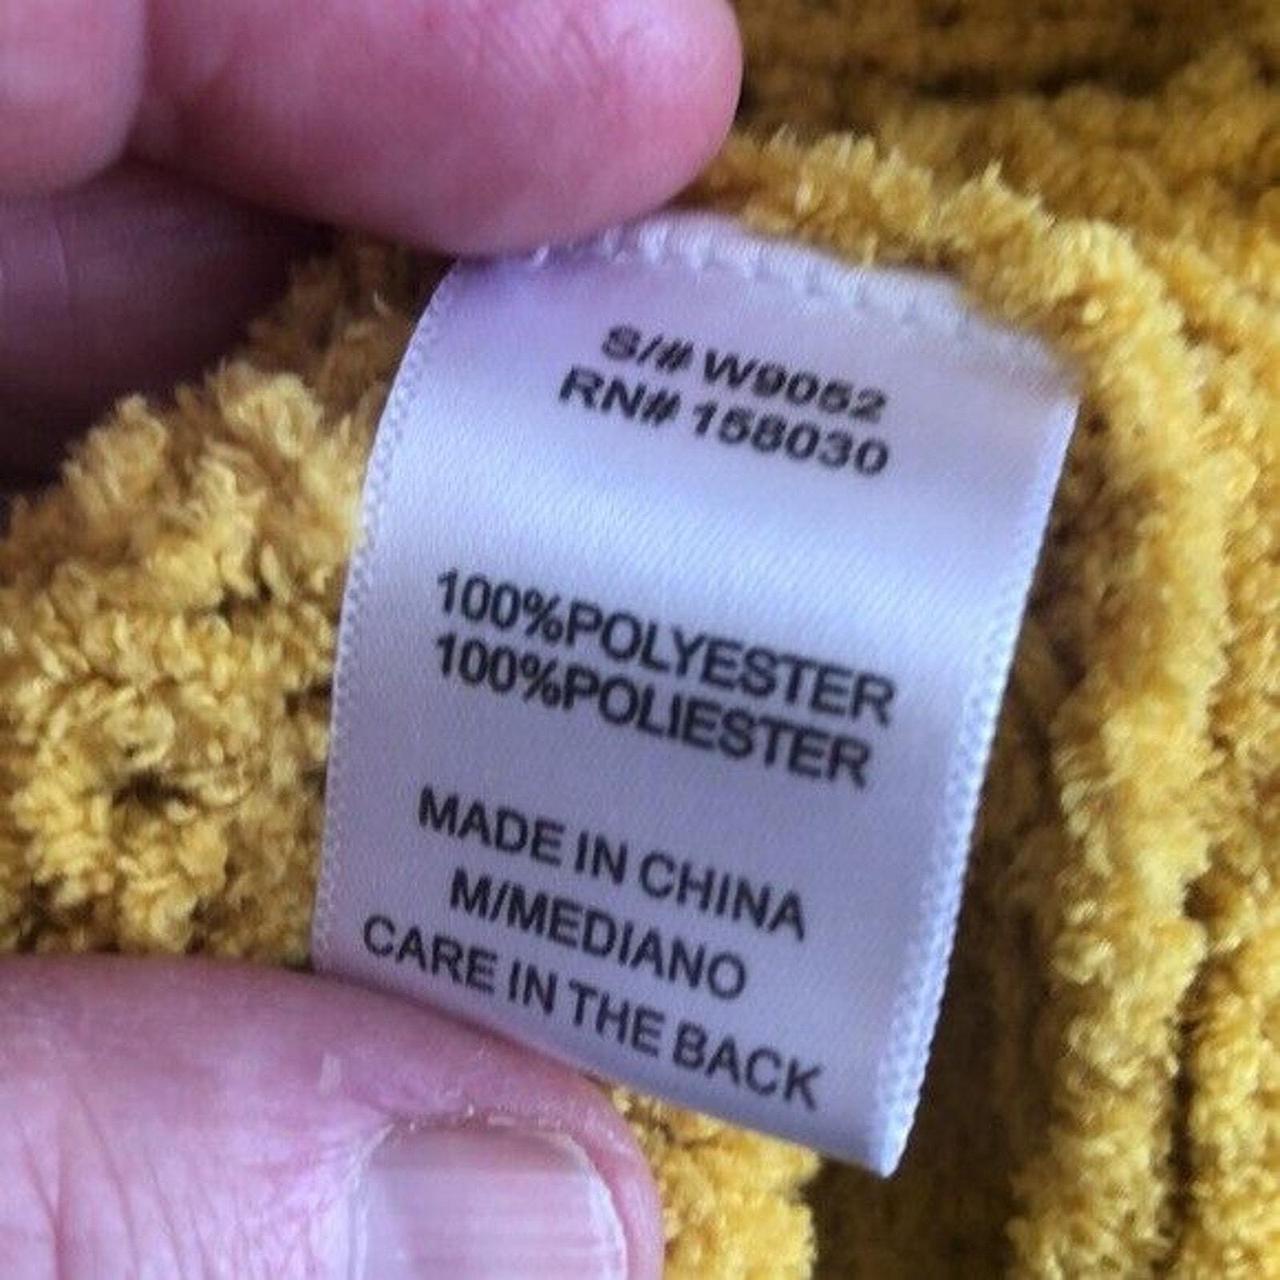 S/# W9052
RN# 158030
100%POLYESTER
100%POLIESTER
MADE IN CHINA
M/MEDIANO
CARE IN THE BACK